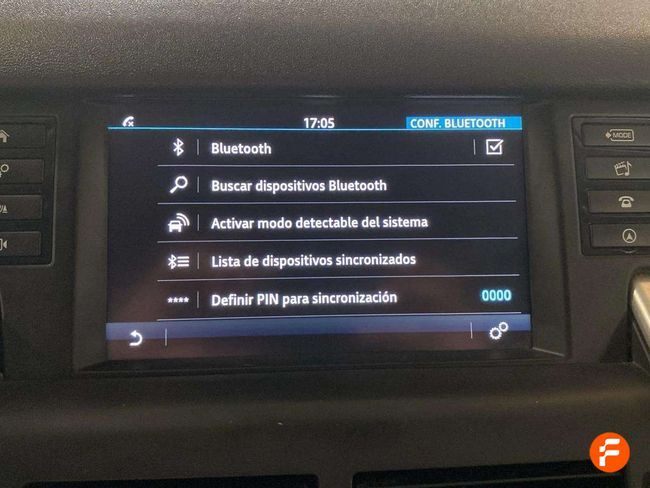 17:05
CONF. BLUETOOTH
Bluetooth
MODE
Buscar dispositivos Bluetooth
Activar modo detectable del sistema
Lista de dispositivos sincronizados
**** Definir PIN para sincronización 0000